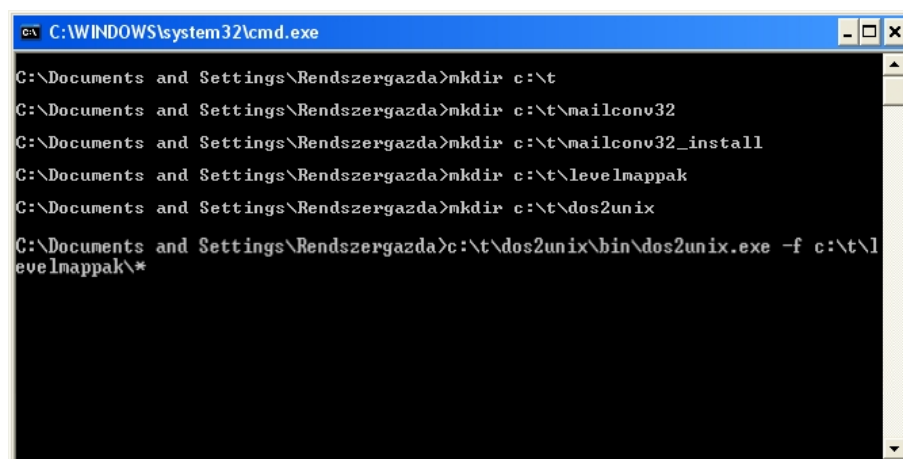 C:\WINDOWS\system32\cmd.exe
C:\Documents and Settings\Rendszergazda>mkdir c:\t
C:\Documents and Settings\Rendszergazda>mkdir c:\t\mailconv32
C:\Documents and Settings\Rendszergazda>mkdir c:\t\mailconv32_install
C:\Documents and Settings\Rendszergazda>mkdir c:\t\levelmappak
C:\Documents and Settings\Rendszergazda>mkdir c:\t\dos2unix
C:\Documents and Settings\Rendszergazda>c:\t\dos2unix\bin\dos2unix.exe -f c:\t\l
evelmappak\*